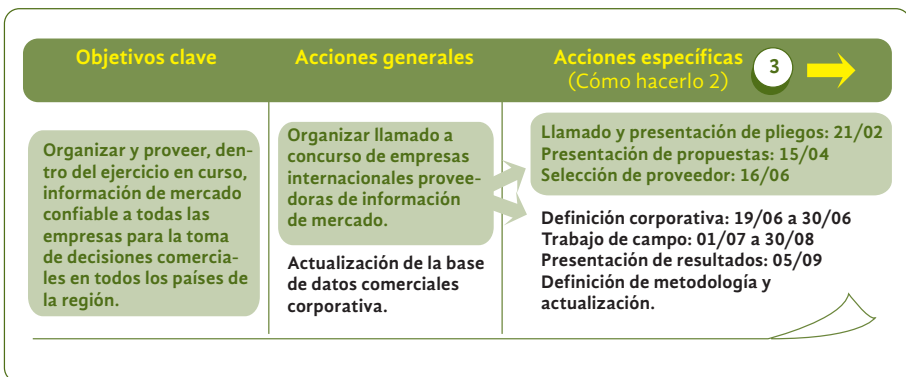 Objetivos clave
Acciones generales
Acciones específicas
(Cómo hacerlo 2)
3
Organizar y proveer, den-
tro del ejercicio en curso,
información de mercado
confiable a todas las
empresas para la toma
de decisiones comercia-
les en todos los países de
la región.
Organizar llamado a
concurso de empresas
internacionales provee-
doras de información
de mercado.
Actualización de la base
de datos comerciales
corporativa.
Llamado y presentación de pliegos: 21/02
Presentación de propuestas: 15/04
Selección de proveedor: 16/06
Definición corporativa: 19/06 a 30/06
Trabajo de campo: 01/07 a 30/08
Presentación de resultados: 05/09
Definición de metodología y
actualización.